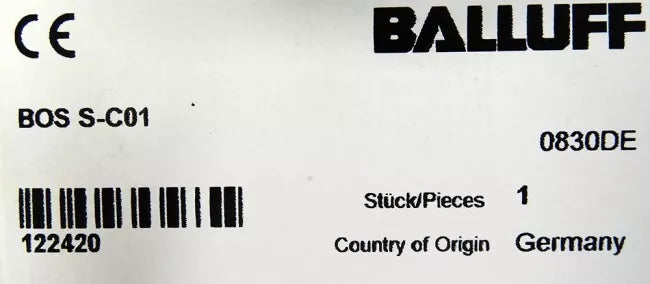 CE
BALLUFF
BOS S-C01
0830DE
Stück/Pieces 1
122420
Country of Origin Germany